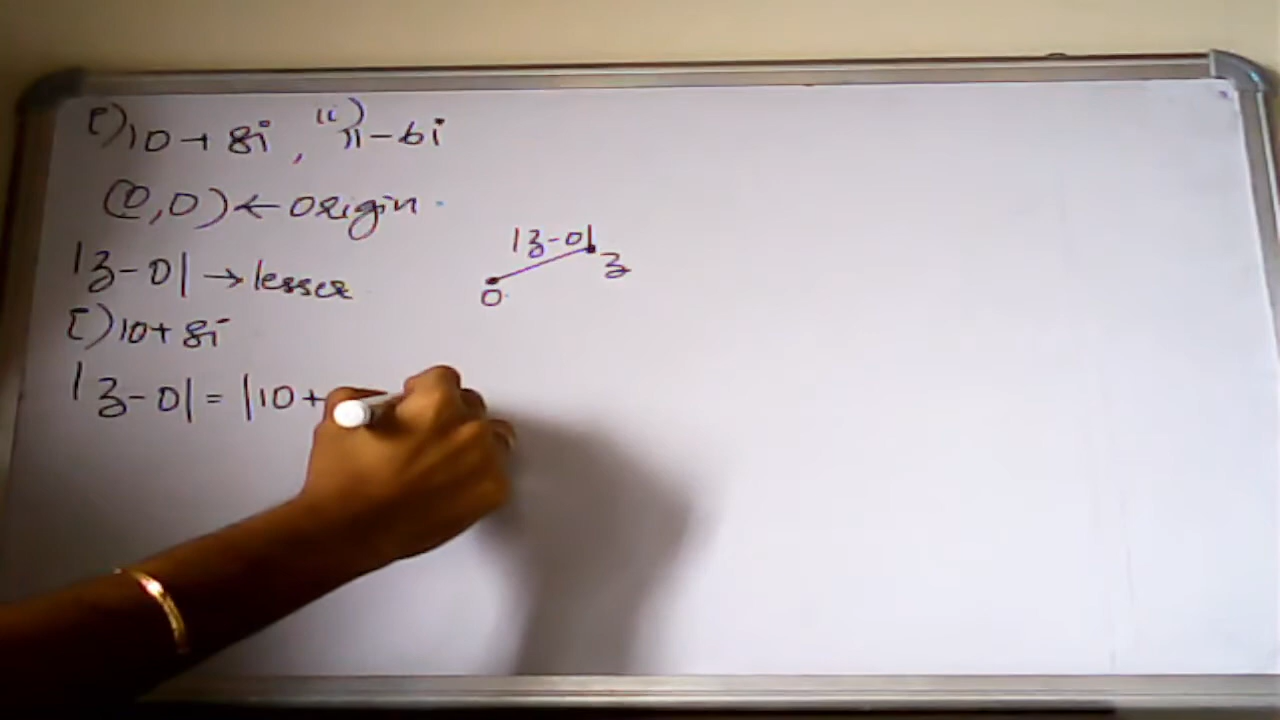 i) 10 + 8i , (ii) 11 - 6i
(0,0) ← origin.
|z - 0| → lesser
|z - 0|
z
0
i) 10 + 8i
|z - 0| = |10 +